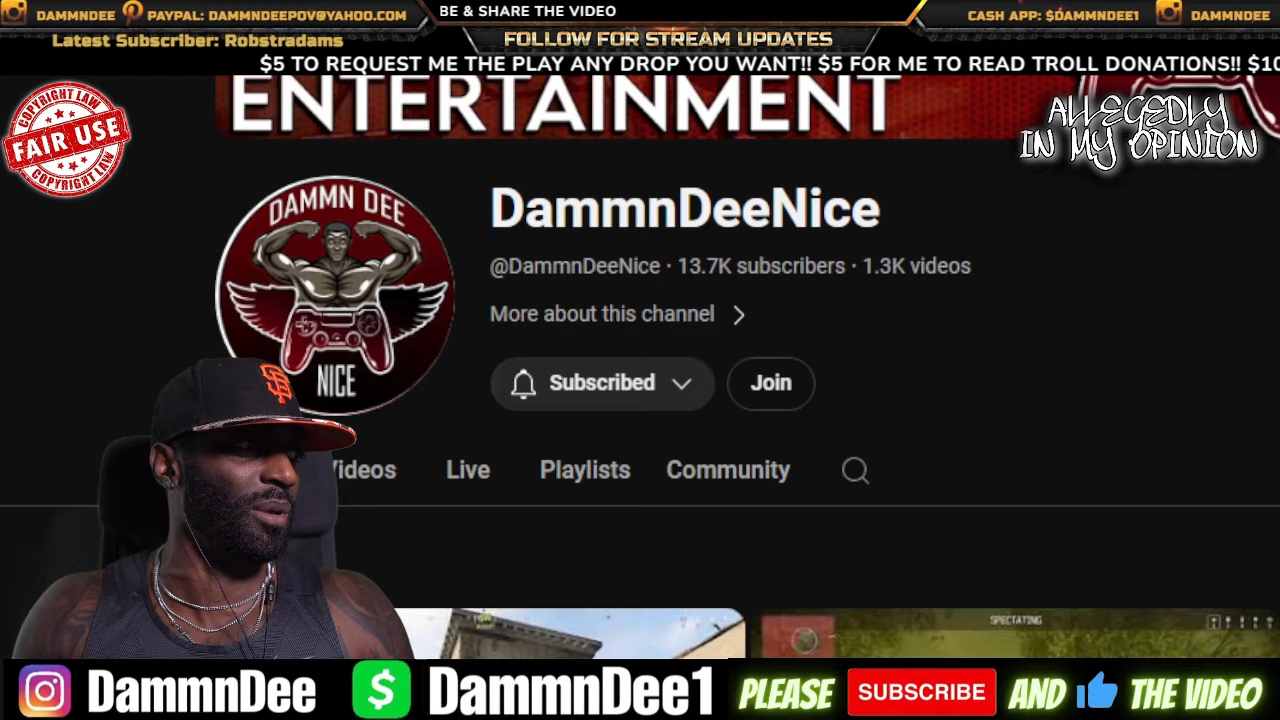 DAMMNDEE PAYPAL: DAMMNDEEPOV@YAHOO.COM
BE & SHARE THE VIDEO
CASH APP: $DAMMNDEE1 DAMMNDEE
Latest Subscriber: Robstradams
FOLLOW FOR STREAM UPDATES
$5 TO REQUEST ME THE PLAY ANY DROP YOU WANT!! $5 FOR ME TO READ TROLL DONATIONS!! $10
ENTERTAINMENT
COPYRIGHT LAW
FAIR USE
COPYRIGHT LAW
ALLEGEDLY
IN MY OPINION
DAMMN DEE
NICE
DammnDeeNice
@DammnDeeNice · 13.7K subscribers · 1.3K videos
More about this channel
Subscribed
Join
SF
Videos Live Playlists Community
SPECTATING
DammnDee
$ DammnDee1
PLEASE SUBSCRIBE AND THE VIDEO